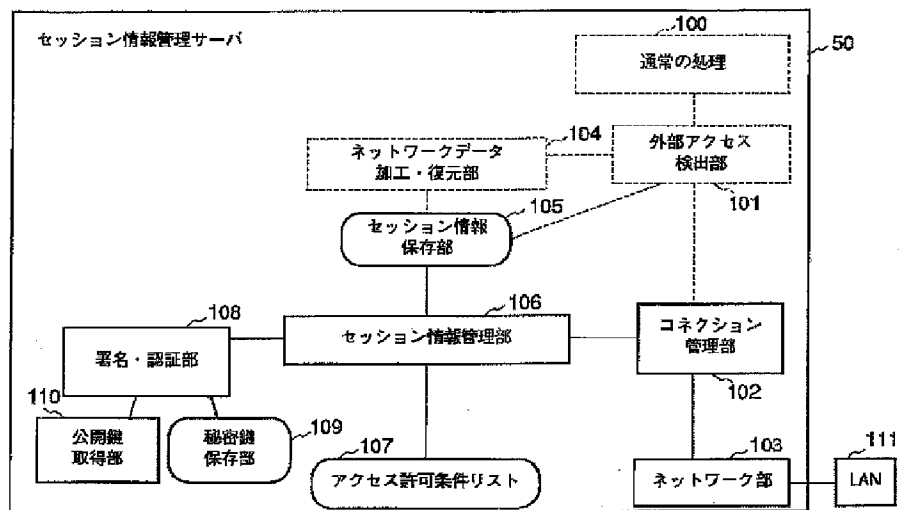 セッション情報管理サーバ
100
50
通常の処理
104
ネットワークデータ
加工・復元部
外部アクセス
検出部
101
105
セッション情報
保存部
106
108
セッション情報管理部
コネクション
管理部
102
署名・認証部
110
公開鍵
取得部
秘密鍵
保存部
109
107
アクセス許可条件リスト
103
ネットワーク部
111
LAN